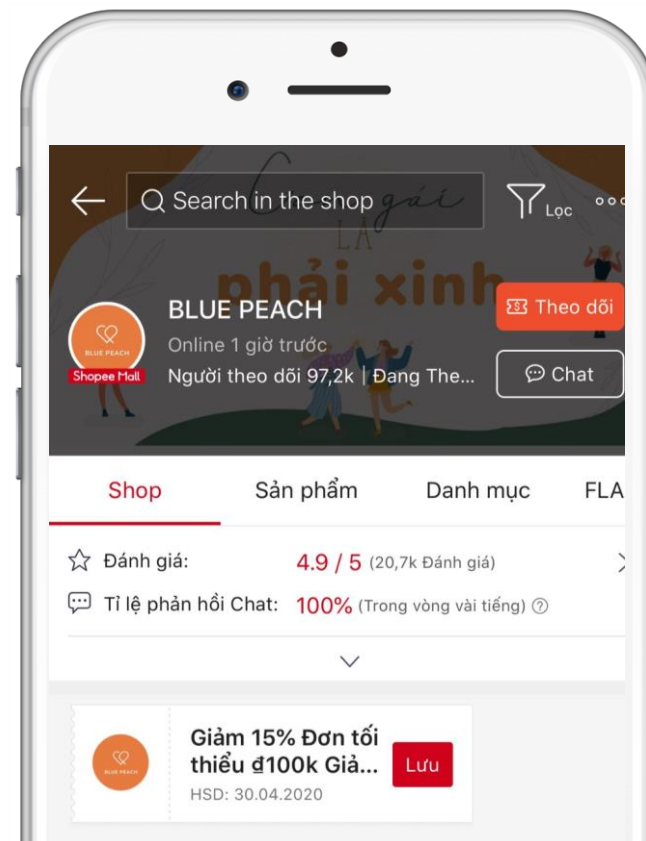 Con gái
LÀ
phải xinh
Search in the shop
Lọc
BLUE PEACH
Theo dõi
Online 1 giờ trước
BLUE PEACH
Shopee Mall
Người theo dõi 97,2k | Đang The...
Chat
Shop
Sản phẩm
Danh mục
FLA
Đánh giá:
4.9 / 5 (20,7k Đánh giá)
Tỉ lệ phản hồi Chat:
100% (Trong vòng vài tiếng)
Giảm 15% Đơn tối
thiểu ₫100k Giả...
Lưu
BLUE PEACH
HSD: 30.04.2020